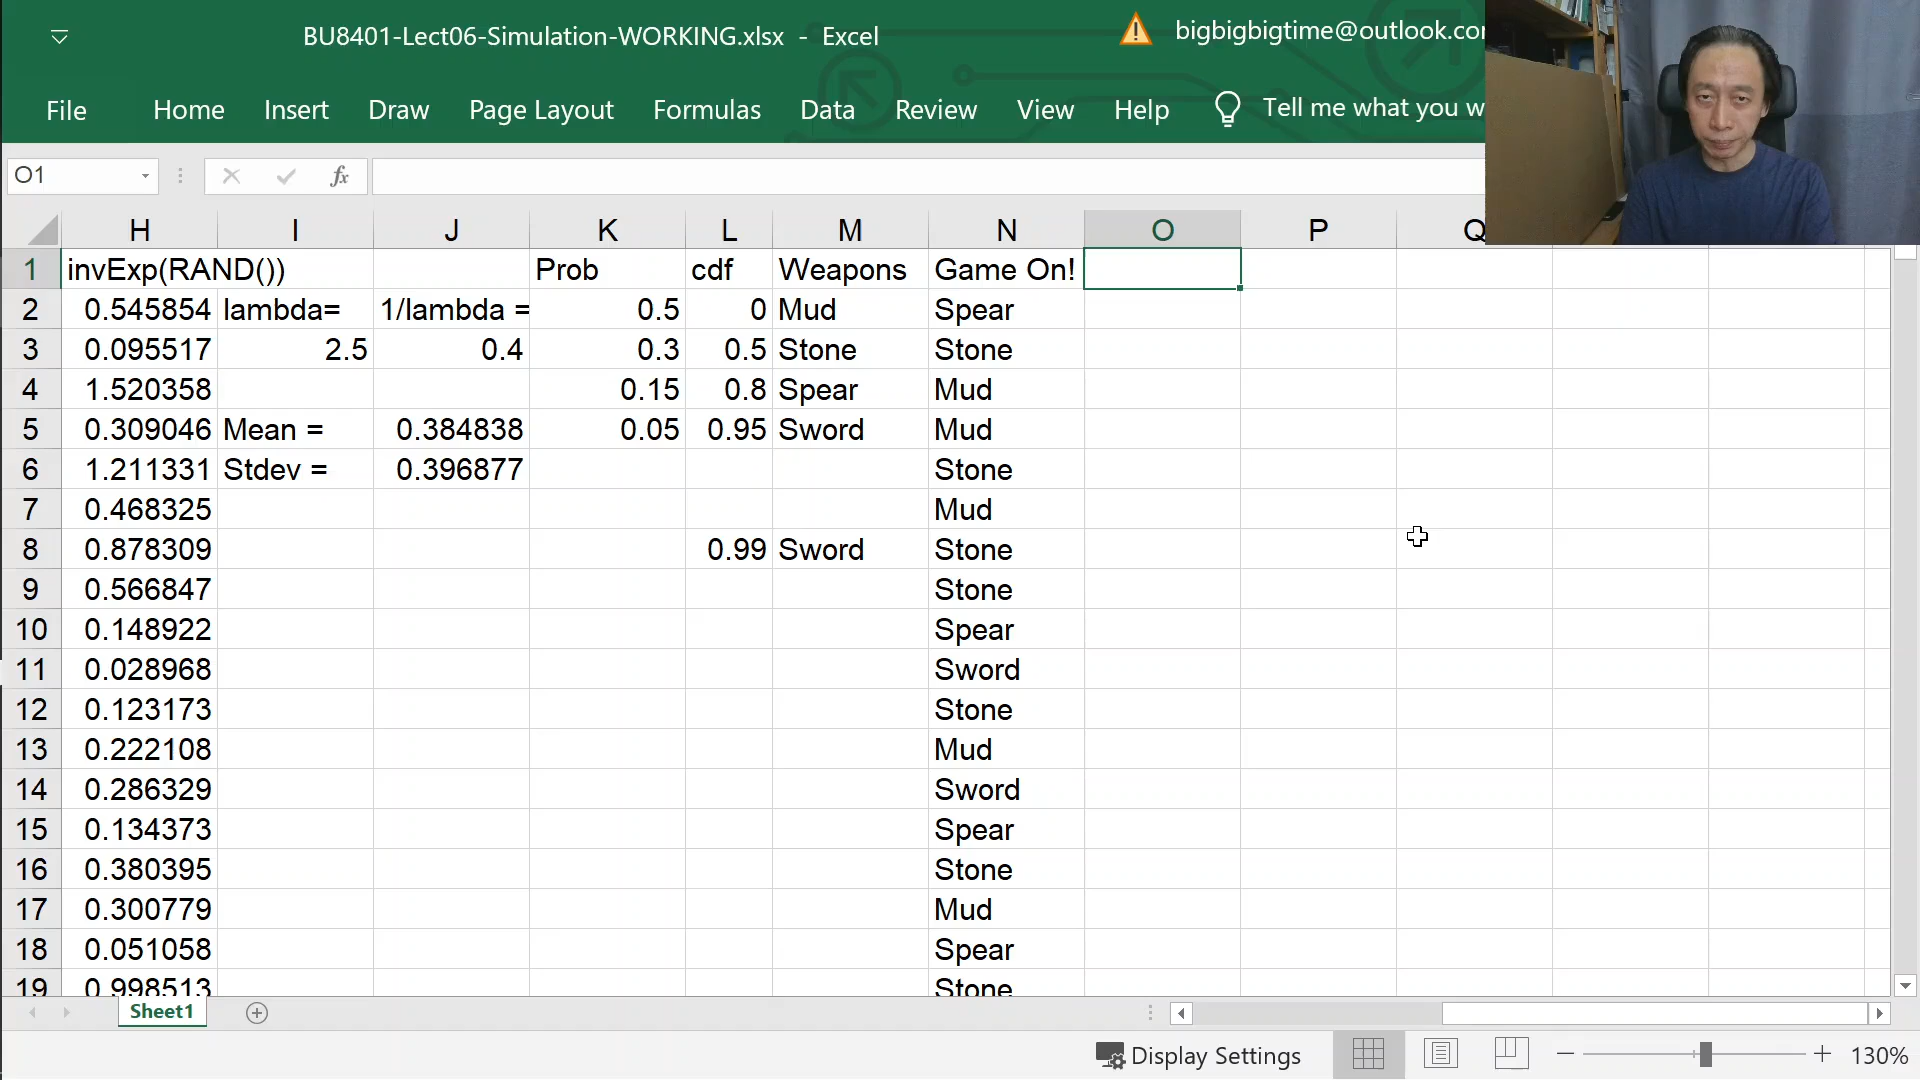 BU8401-Lect06-Simulation-WORKING.xlsx - Excel
bigbigbigtime@outlook.co
File Home Insert Draw Page Layout Formulas Data Review View Help Tell me what you w
O1 fx
H I J K L M N O P Q
1 invExp(RAND()) Prob cdf Weapons Game On!
2 0.545854 lambda= 1/lambda = 0.5 0 Mud Spear
3 0.095517 2.5 0.4 0.3 0.5 Stone Stone
4 1.520358 0.15 0.8 Spear Mud
5 0.309046 Mean = 0.384838 0.05 0.95 Sword Mud
6 1.211331 Stdev = 0.396877 Stone
7 0.468325 Mud
8 0.878309 0.99 Sword Stone
9 0.566847 Stone
10 0.148922 Spear
11 0.028968 Sword
12 0.123173 Stone
13 0.222108 Mud
14 0.286329 Sword
15 0.134373 Spear
16 0.380395 Stone
17 0.300779 Mud
18 0.051058 Spear
19 0.998513 Stone
Sheet1
Display Settings 130%